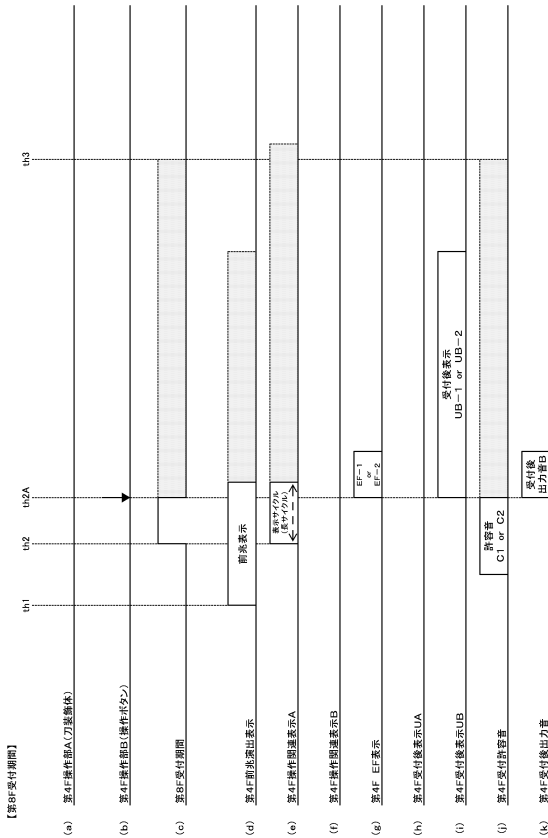 【第8F受付期間】
th1
th2
th2A
th3
(a) 第4F操作部A(刀装飾体)
(b) 第4F操作部B(操作ボタン)
(c) 第8F受付期間
(d) 第4F前兆演出表示
前兆表示
(e) 第4F操作関連表示A
表示サイクル
(長サイクル)
(f) 第4F操作関連表示B
(g) 第4F EF表示
EF-1
or
EF-2
(h) 第4F受付後表示UA
(i) 第4F受付後表示UB
受付後表示
UB-1 or UB-2
(j) 第4F受付許容音
許容音
C1 or C2
(k) 第4F受付後出力音
受付後
出力音B